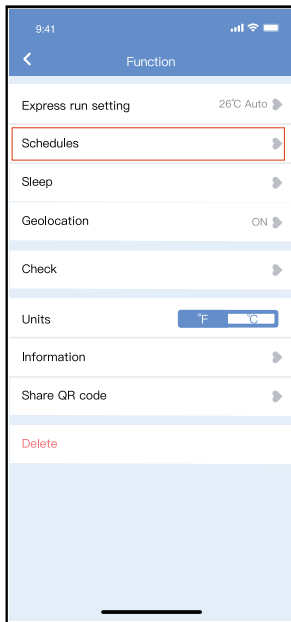 9:41
Function
Express run setting 26℃ Auto
Schedules
Sleep
Geolocation ON
Check
Units ℉ ℃
Information
Share QR code
Delete